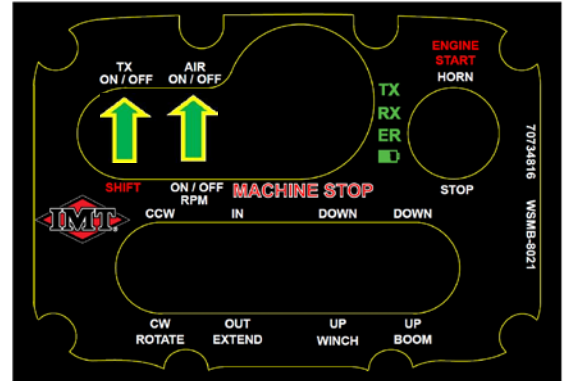 TX
ON / OFF
AIR
ON / OFF
ENGINE
START
HORN
TX
RX
ER
SHIFT
ON / OFF
RPM
MACHINE STOP
STOP
70734816 WSMB-8021
IMT
CCW IN DOWN DOWN
CW
ROTATE
OUT
EXTEND
UP
WINCH
UP
BOOM